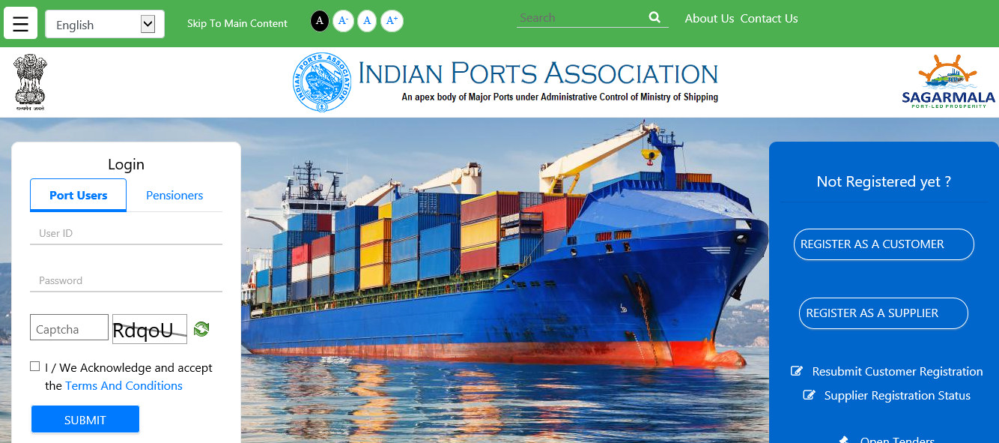 English
Skip To Main Content
A A- A A+
Search
About Us Contact Us
सत्यमेव जयते
INDIAN PORTS ASSOCIATION
INDIAN PORTS ASSOCIATION
An apex body of Major Ports under Administrative Control of Ministry of Shipping
SAGARMALA
PORT-LED PROSPERITY
Login
Port Users Pensioners
User ID
Password
Captcha RdqoU
I / We Acknowledge and accept
the Terms And Conditions
SUBMIT
Not Registered yet ?
REGISTER AS A CUSTOMER
REGISTER AS A SUPPLIER
Resubmit Customer Registration
Supplier Registration Status
Open Tenders